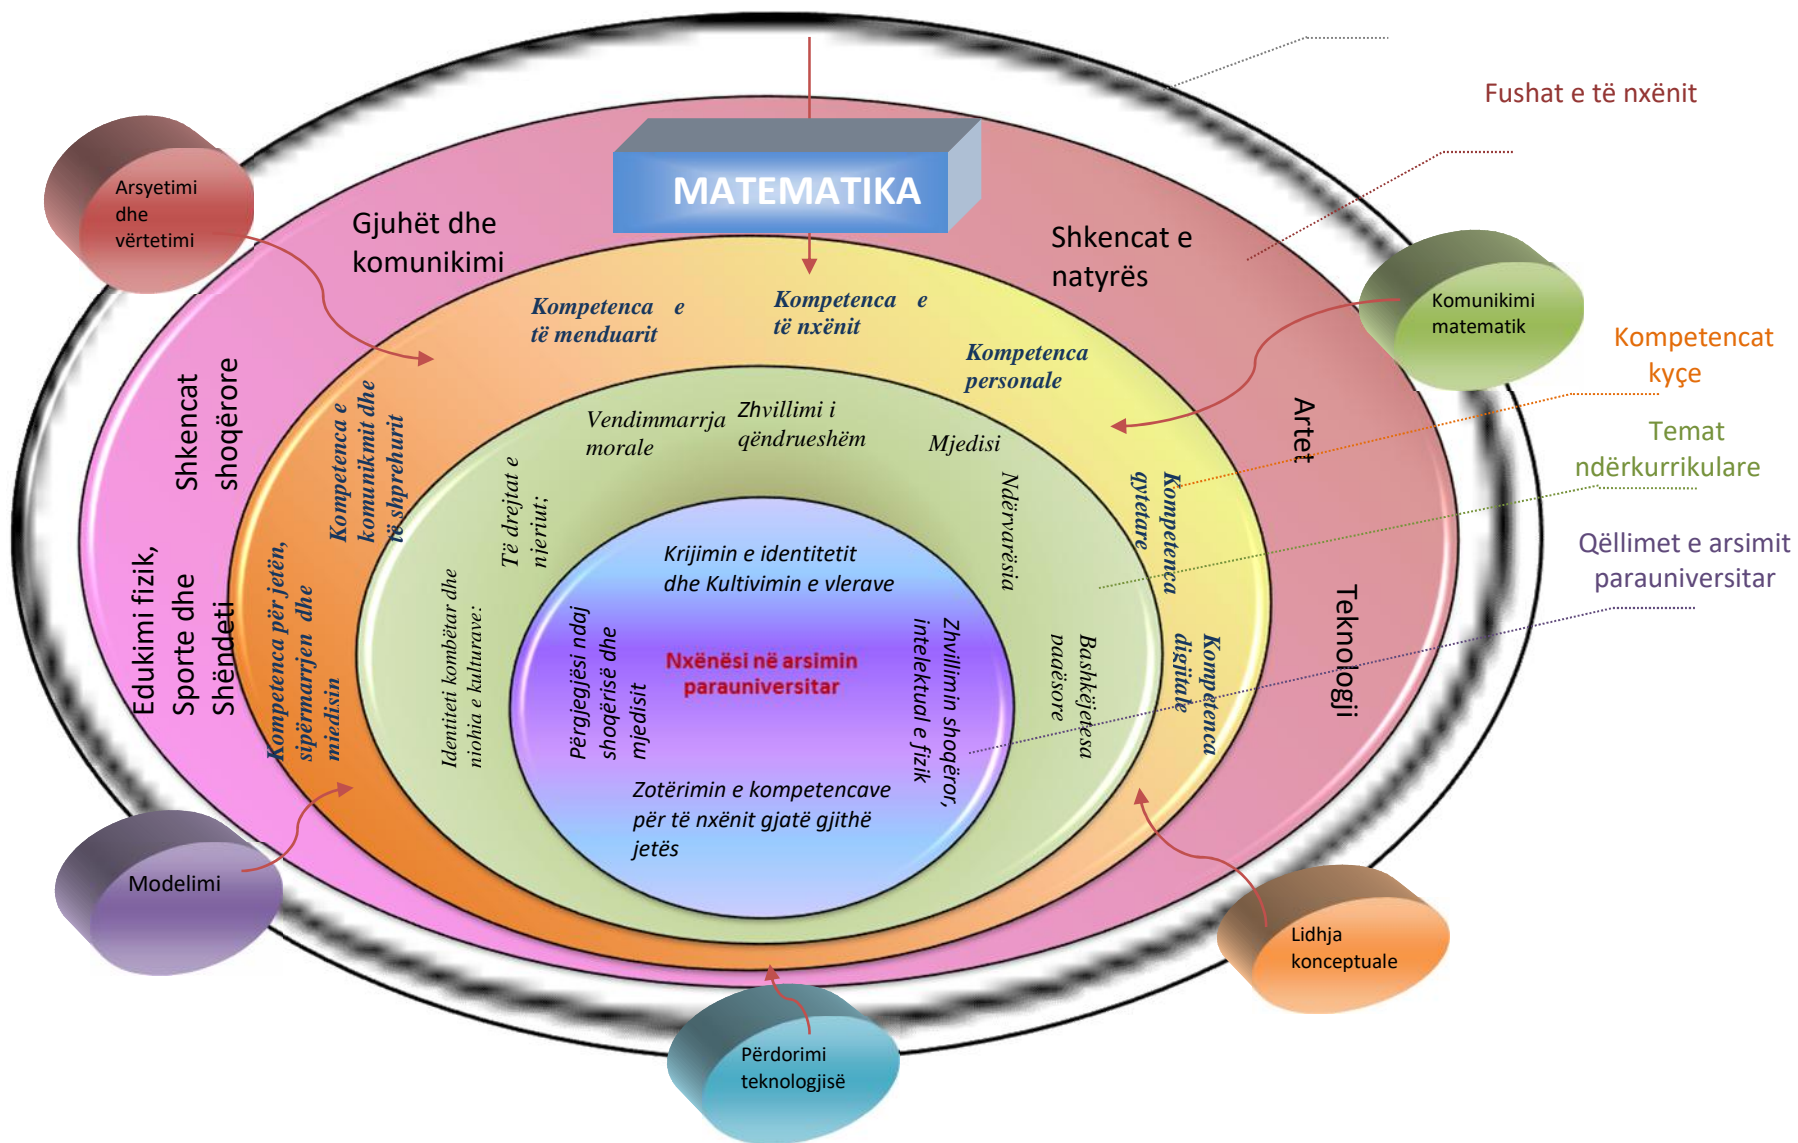 Fushat e të nxënit
MATEMATIKA
Arsyetimi
dhe
vërtetimi
Gjuhët dhe
komunikimi
Shkencat e
natyrës
Komunikimi
matematik
Kompetencat
kyçe
Temat
ndërkurrikulare
Qëllimet e arsimit
parauniversitar
Kompetenca e
të menduarit
Kompetenca e
të nxënit
Kompetenca
personale
Shkencat
shoqërore
Kompetenca e
komunikmit dhe
të shprehurit
Artet
Vendimmarrja
morale
Zhvillimi i
qëndrueshëm
Mjedisi
Të drejtat e
njeriut;
Ndërvarësia
Kompetenca
qytetare
Edukimi fizik,
Sporte dhe
Shëndeti
Kompetenca për jetën,
sipërmarrjen dhe
miedisin
Identiteti kombëtar dhe
niohia e kulturave:
Krijimin e identitetit
dhe Kultivimin e vlerave
Përgjegjësi ndaj
shoqërisë dhe
mjedisit
Nxënësi në arsimin
parauniversitar
Zhvillimin shoqëror,
intelektual e fizik
Bashkëjetesa
paqësore
Kompetenca
digjitale
Teknologji
Zotërimin e kompetencave
për të nxënit gjatë gjithë
jetës
Modelimi
Lidhja
konceptuale
Përdorimi
teknologjisë